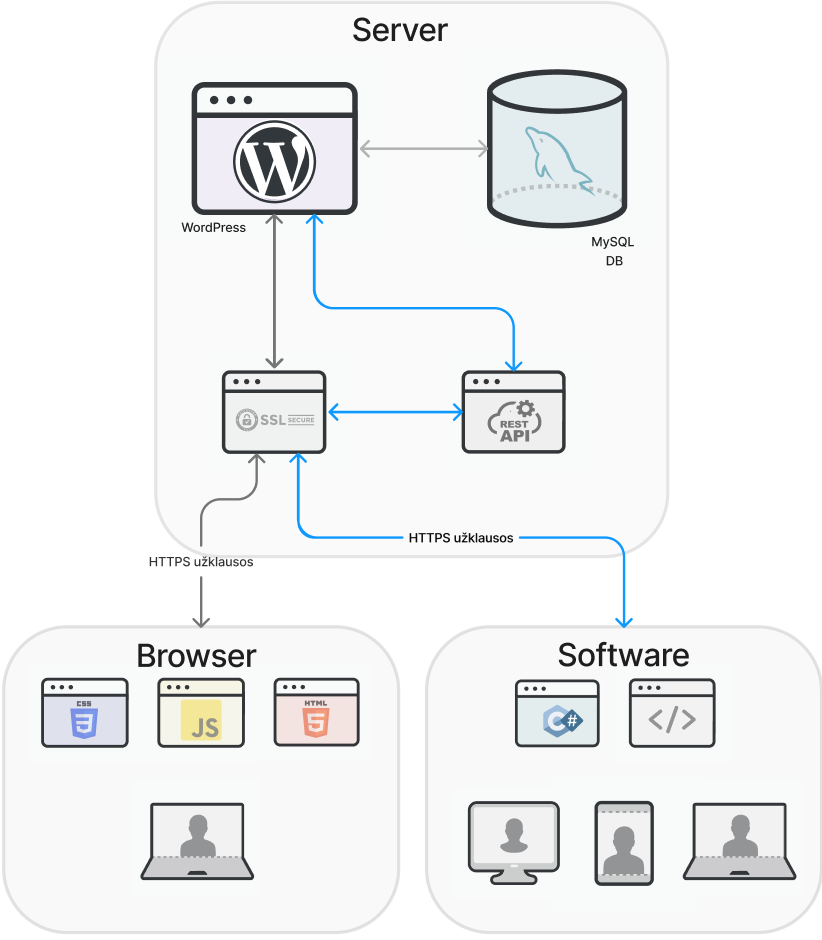 Server
WordPress
MySQL
DB
SSL SECURE
REST
API
HTTPS užklausos
HTTPS užklausos
Browser
Software
CSS
3
JS
HTML
5
C#
</>